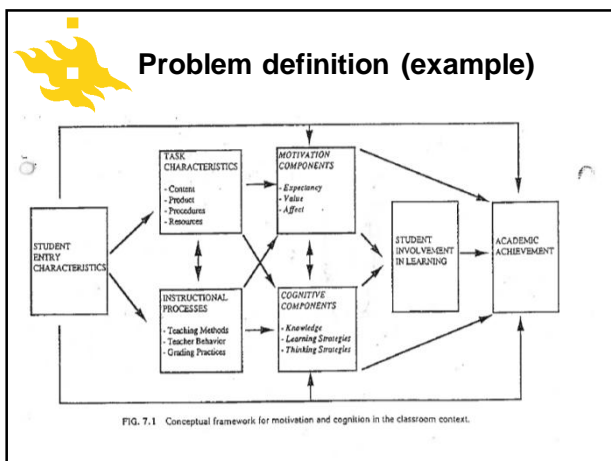 Problem definition (example)
TASK
CHARACTERISTICS
- Content
- Product
- Procedures
- Resources
MOTIVATION
COMPONENTS
- Expectancy
- Value
- Affect
STUDENT
ENTRY
CHARACTERISTICS
STUDENT
INVOLVEMENT
IN LEARNING
ACADEMIC
ACHIEVEMENT
INSTRUCTIONAL
PROCESSES
- Teaching Methods
- Teacher Behavior
- Grading Practices
COGNITIVE
COMPONENTS
- Knowledge
- Learning Strategies
- Thinking Strategies
FIG. 7.1 Conceptual framework for motivation and cognition in the classroom context.